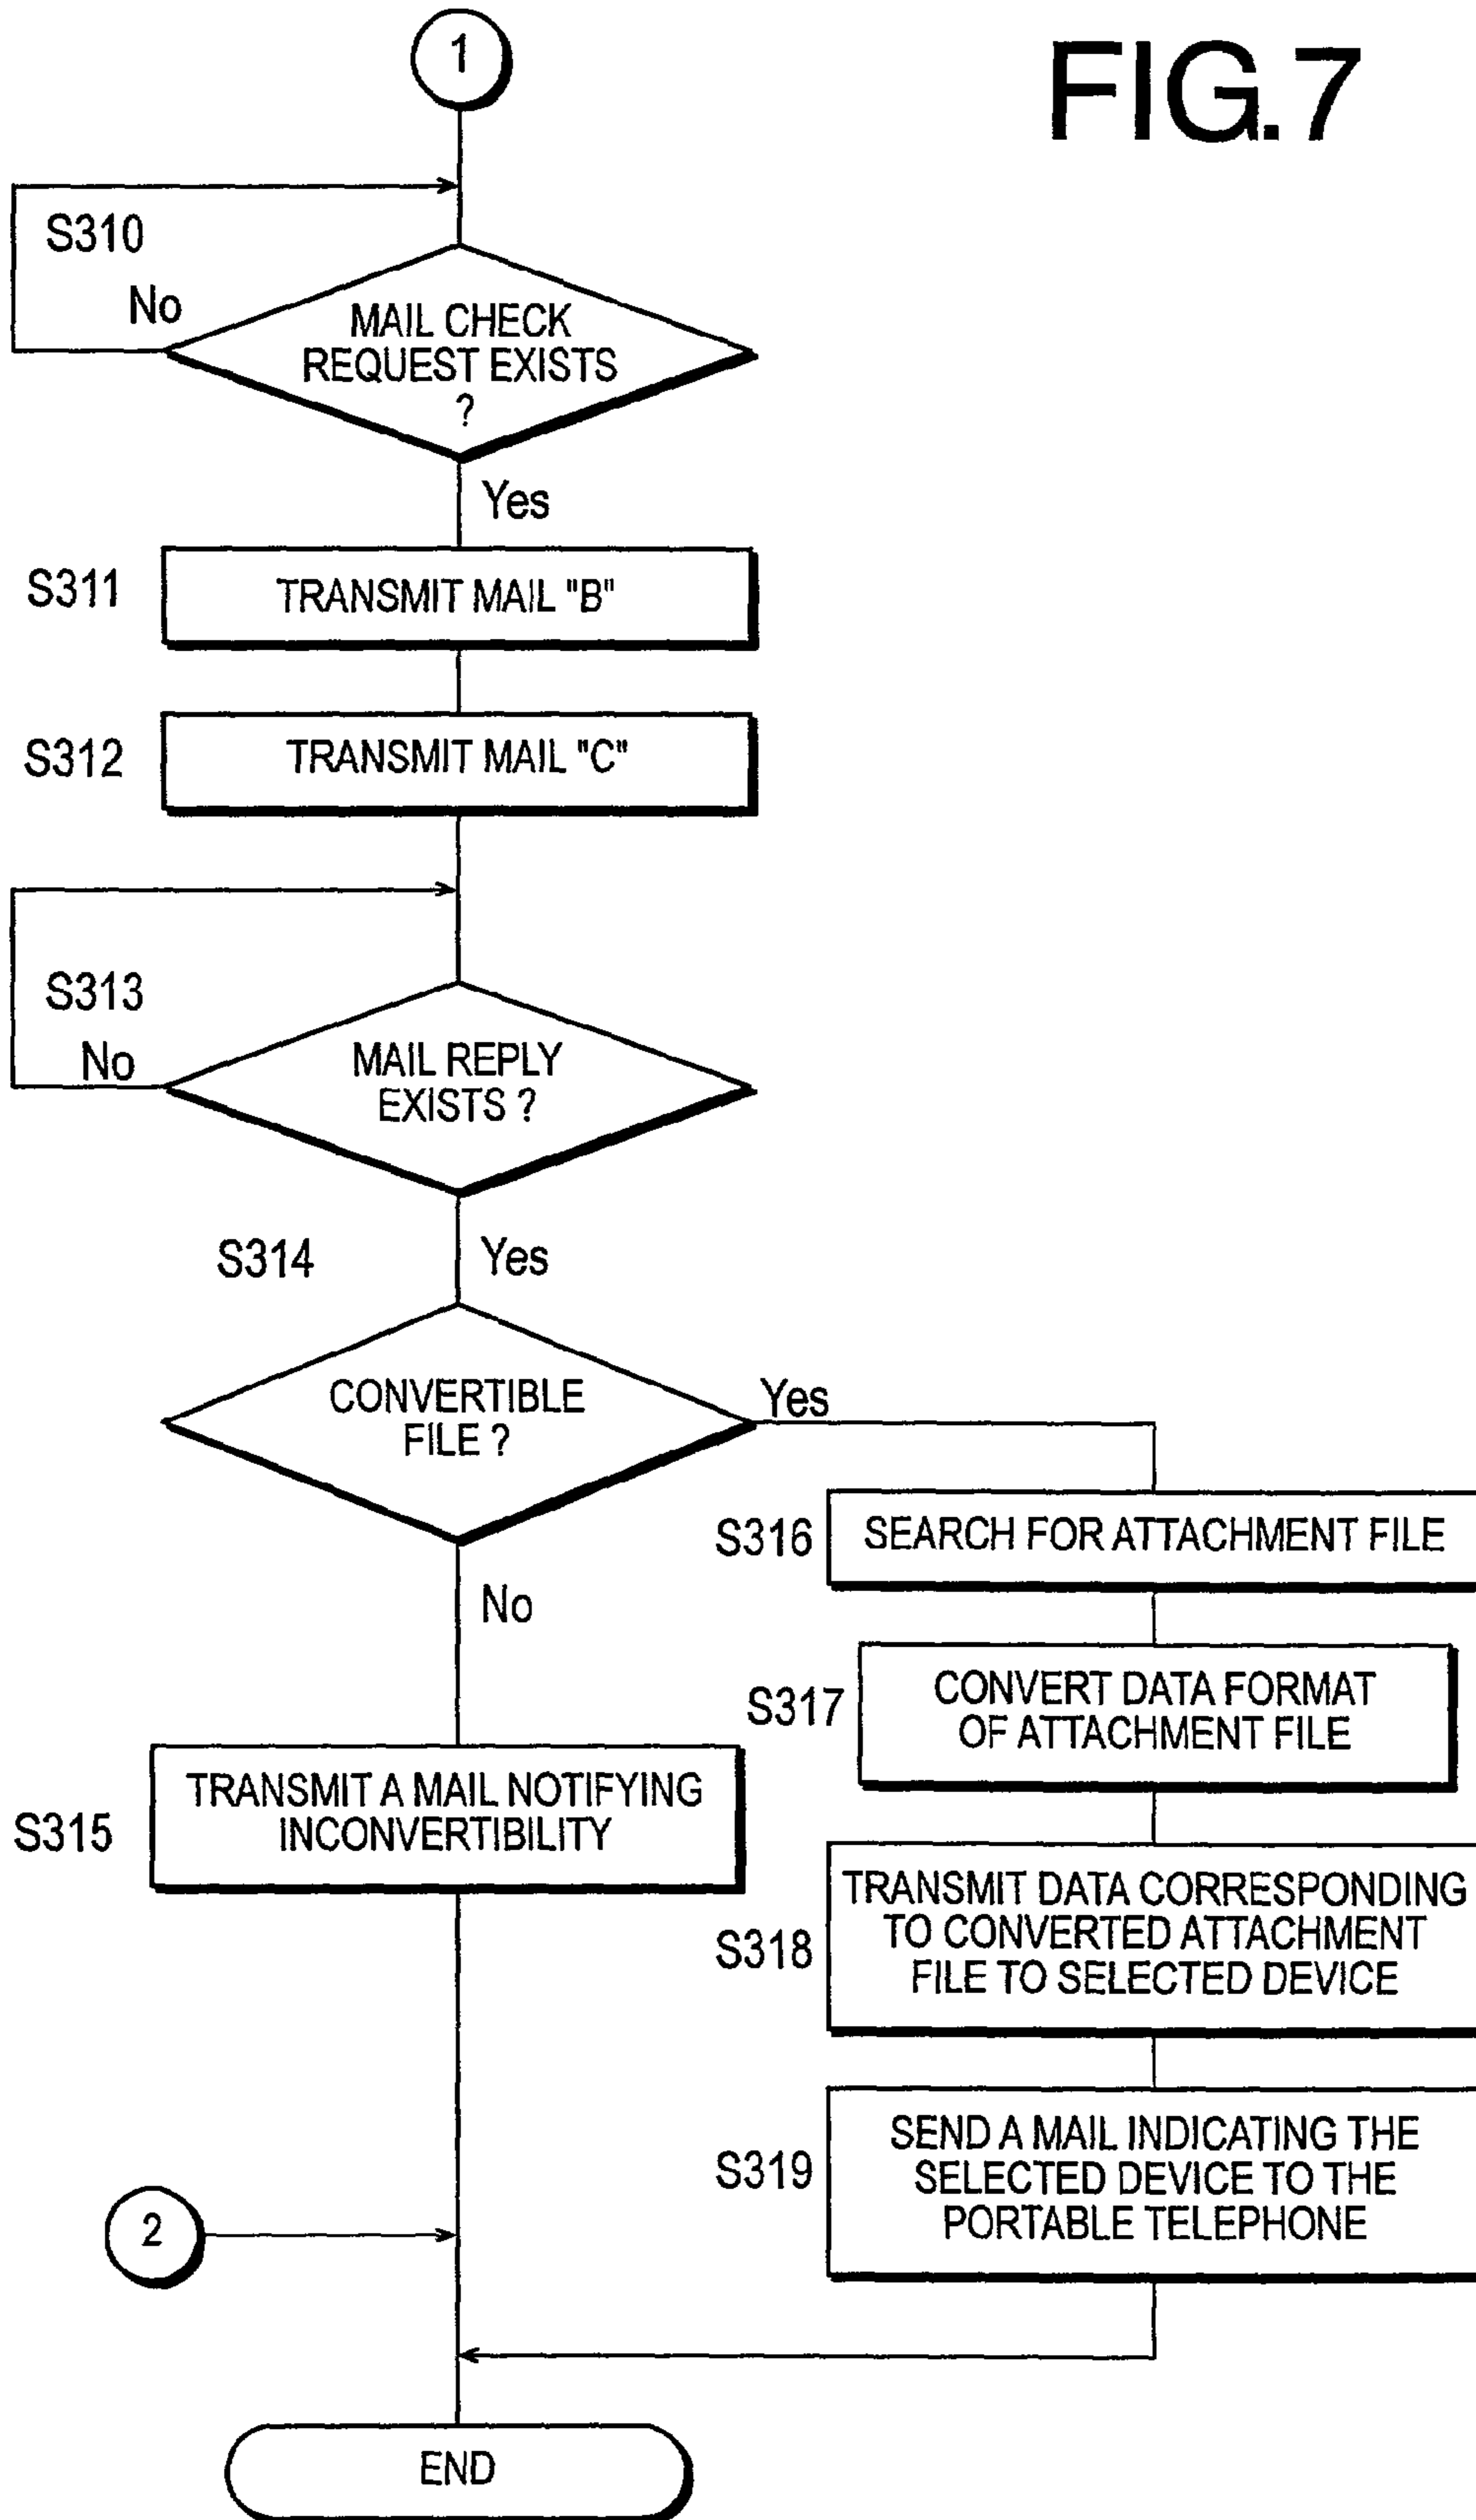 FIG.7
1
S310
No
MAIL CHECK
REQUEST EXISTS
?
Yes
S311
TRANSMIT MAIL "B"
S312
TRANSMIT MAIL "C"
S313
No
MAIL REPLY
EXISTS ?
S314
Yes
CONVERTIBLE
FILE ?
Yes
No
S316
SEARCH FOR ATTACHMENT FILE
S317
CONVERT DATA FORMAT
OF ATTACHMENT FILE
S315
TRANSMIT A MAIL NOTIFYING
INCONVERTIBILITY
S318
TRANSMIT DATA CORRESPONDING
TO CONVERTED ATTACHMENT
FILE TO SELECTED DEVICE
S319
SEND A MAIL INDICATING THE
SELECTED DEVICE TO THE
PORTABLE TELEPHONE
2
END